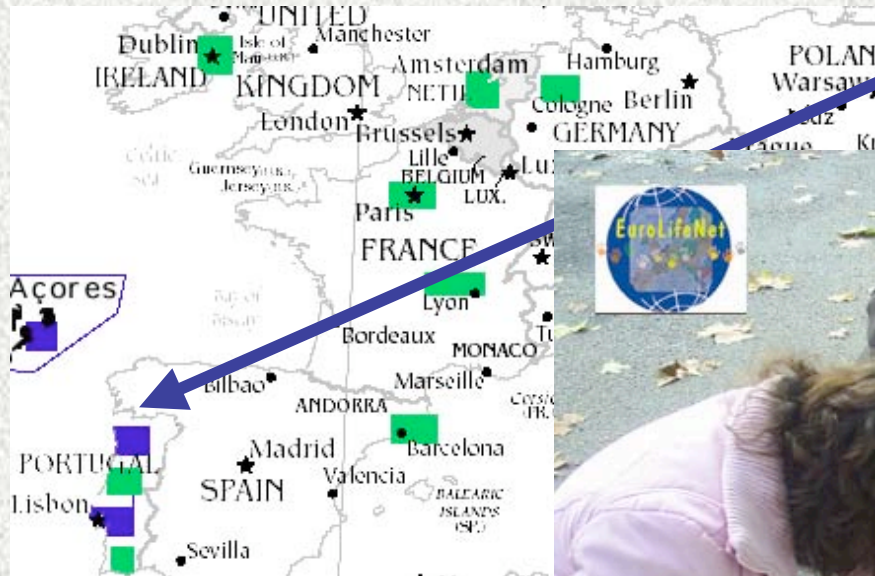 UNITED
Manchester
Dublin
Isle of
IRELAND
KINGDOM
London
Amsterdam
Hamburg
POLAN
Warsaw
Cologne
Berlin
Brussels
GERMANY
Lille
BELGIUM
LUX.
Guernsey
Jersey
Paris
FRANCE
EuroLifeNet
Açores
Lyon
Bordeaux
MONACO
Bilbao
Marseille
ANDORRA
Barcelona
Madrid
PORTUGAL
SPAIN
Valencia
Lisbon
BALEARIC
ISLANDS
(SP.)
Sevilla